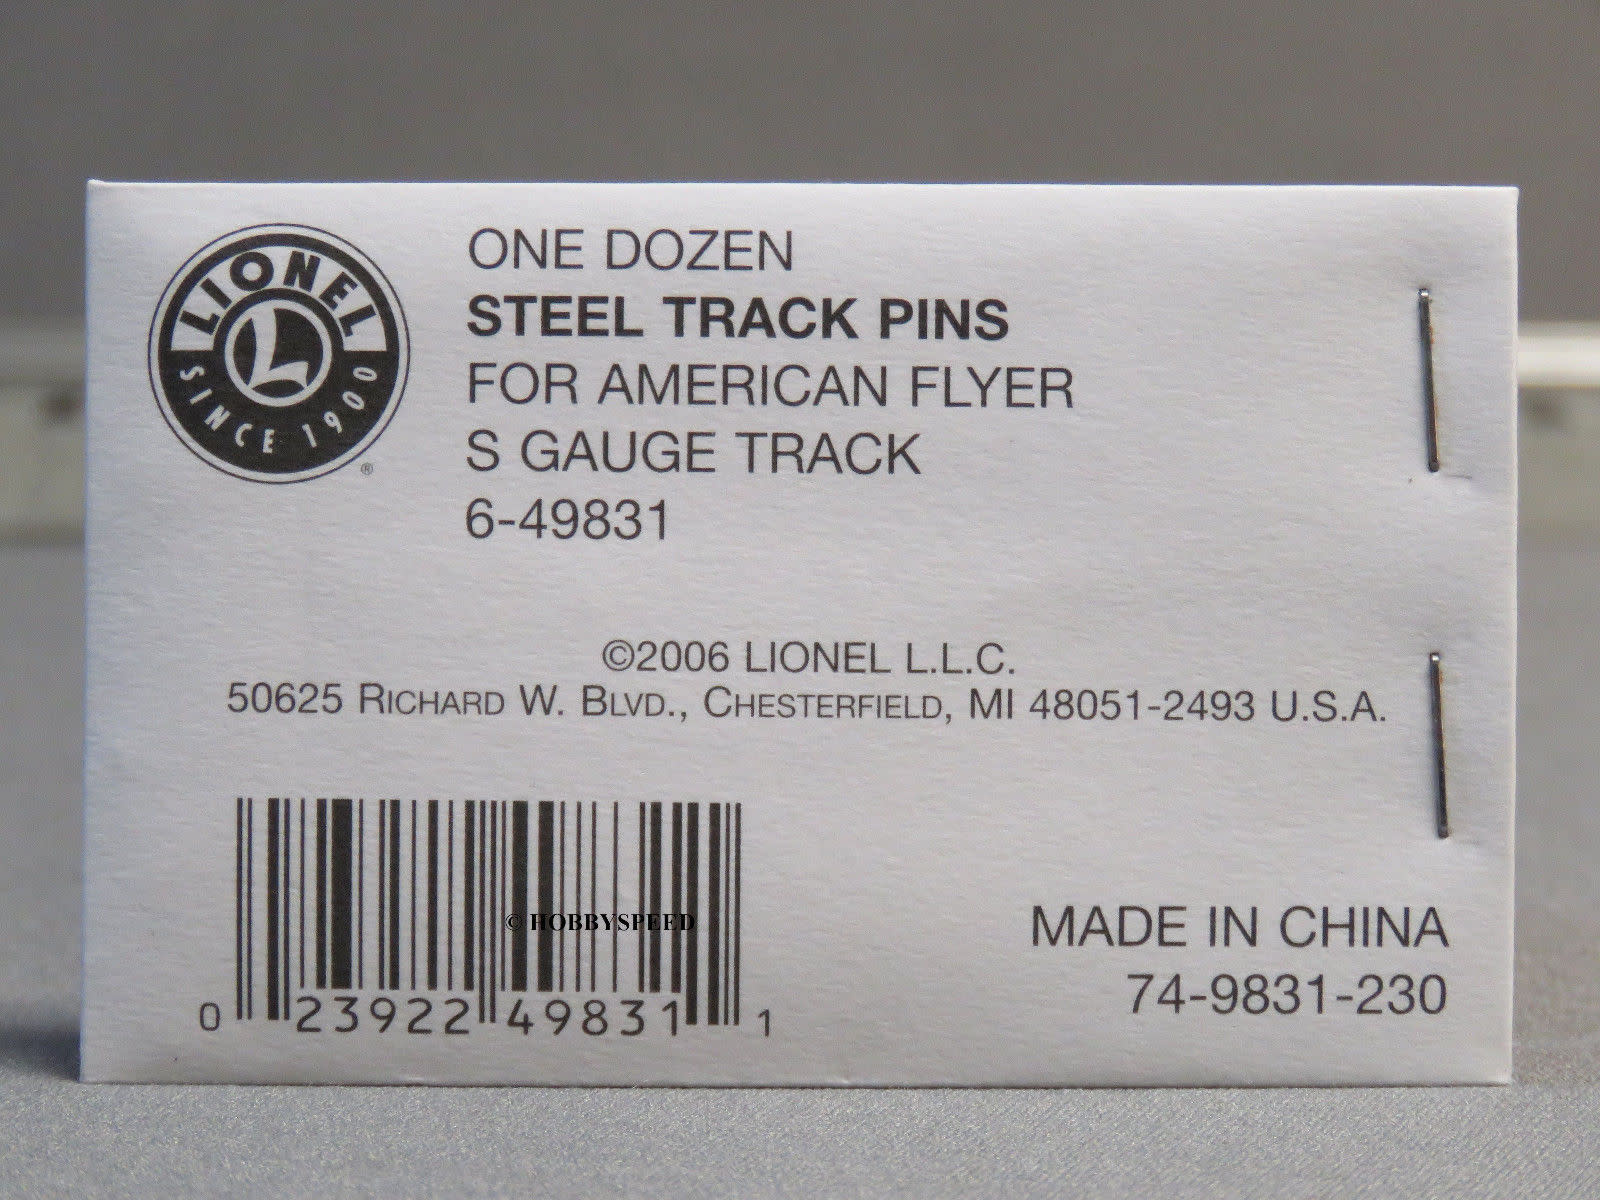 LIONEL
L
SINCE 1900
®
ONE DOZEN
STEEL TRACK PINS
FOR AMERICAN FLYER
S GAUGE TRACK
6-49831
©2006 LIONEL L.L.C.
50625 RICHARD W. BLVD., CHESTERFIELD, MI 48051-2493 U.S.A.
© HOBBYSPEED
0 23922 49831 1
MADE IN CHINA
74-9831-230